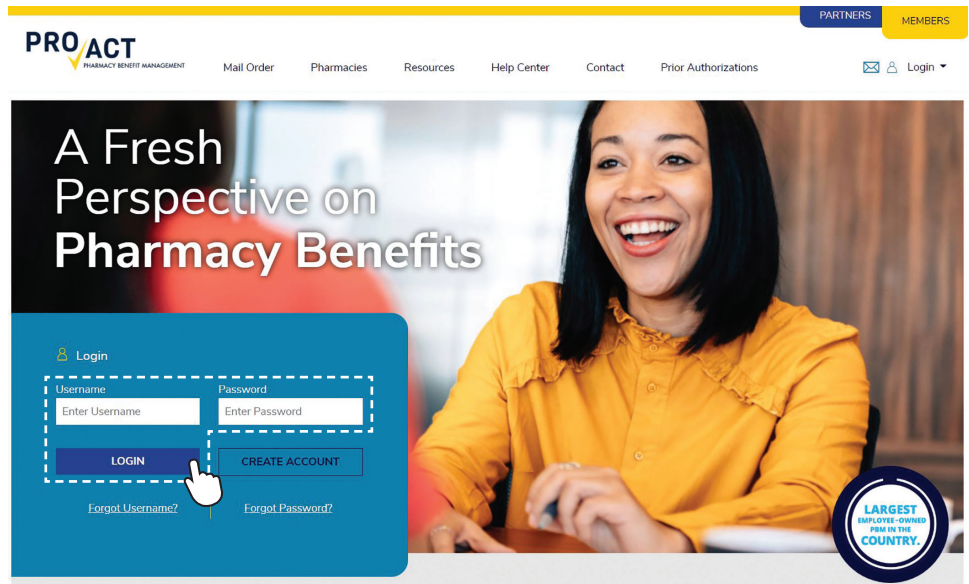 PARTNERS
MEMBERS
PRO ACT
PHARMACY BENEFIT MANAGEMENT
Mail Order
Pharmacies
Resources
Help Center
Contact
Prior Authorizations
Login
A Fresh
Perspective on
Pharmacy Benefits
Login
Username
Password
Enter Username
Enter Password
LOGIN
CREATE ACCOUNT
Forgot Username?
Forgot Password?
LARGEST
EMPLOYEE-OWNED
PBM IN THE
COUNTRY.